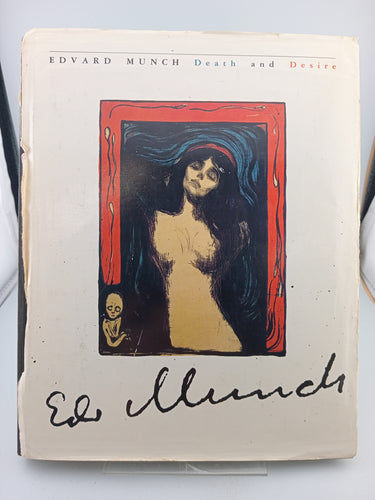 EDVARD MUNCH Death and Desire
Edv Munch